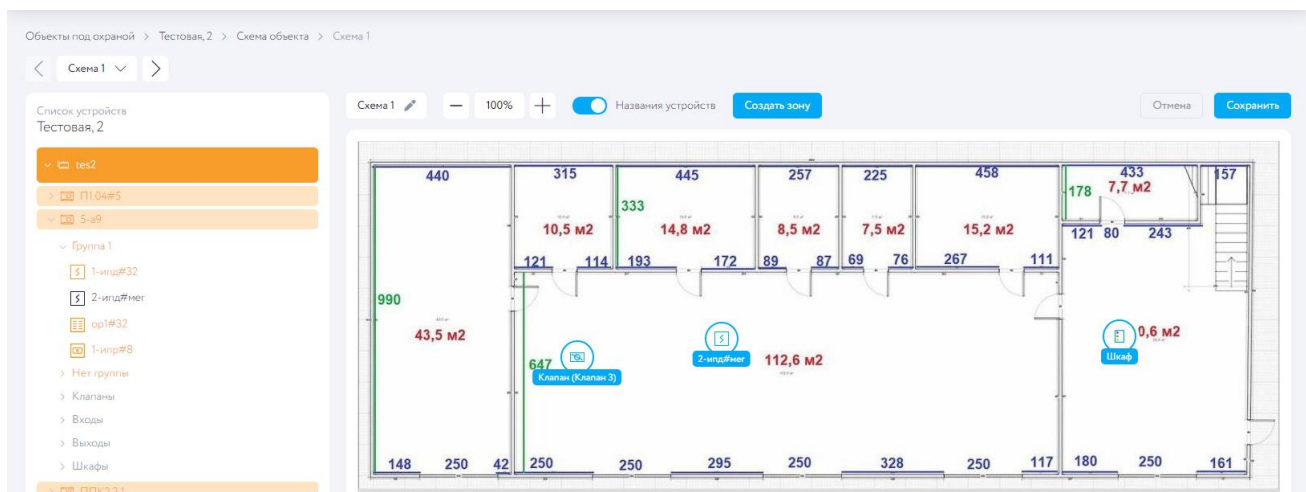 Объекты под охраной > Тестовая, 2 > Схема объекта > Схема 1
Схема 1
Список устройств
Тестовая, 2
tes2
П1.04#5
5-а9
Группа 1
1-ипд#32
2-ипд#мег
ор1#32
1-ипр#8
Нет группы
Клапаны
Входы
Выходы
Шкафы
Схема 1 — 100% + Названия устройств Создать зону Отмена Сохранить
440 315 445 257 225 458 433 157
178 7,7 м2
333
10,5 м2 14,8 м2 8,5 м2 7,5 м2 15,2 м2
121 80 243
121 114 193 172 89 87 69 76 267 111
990
43,5 м2
0,6 м2
2-ипд#мег
Шкаф
647
112,6 м2
Клапан (Клапан 3)
148 250 42 250 250 295 250 328 250 117 180 250 161